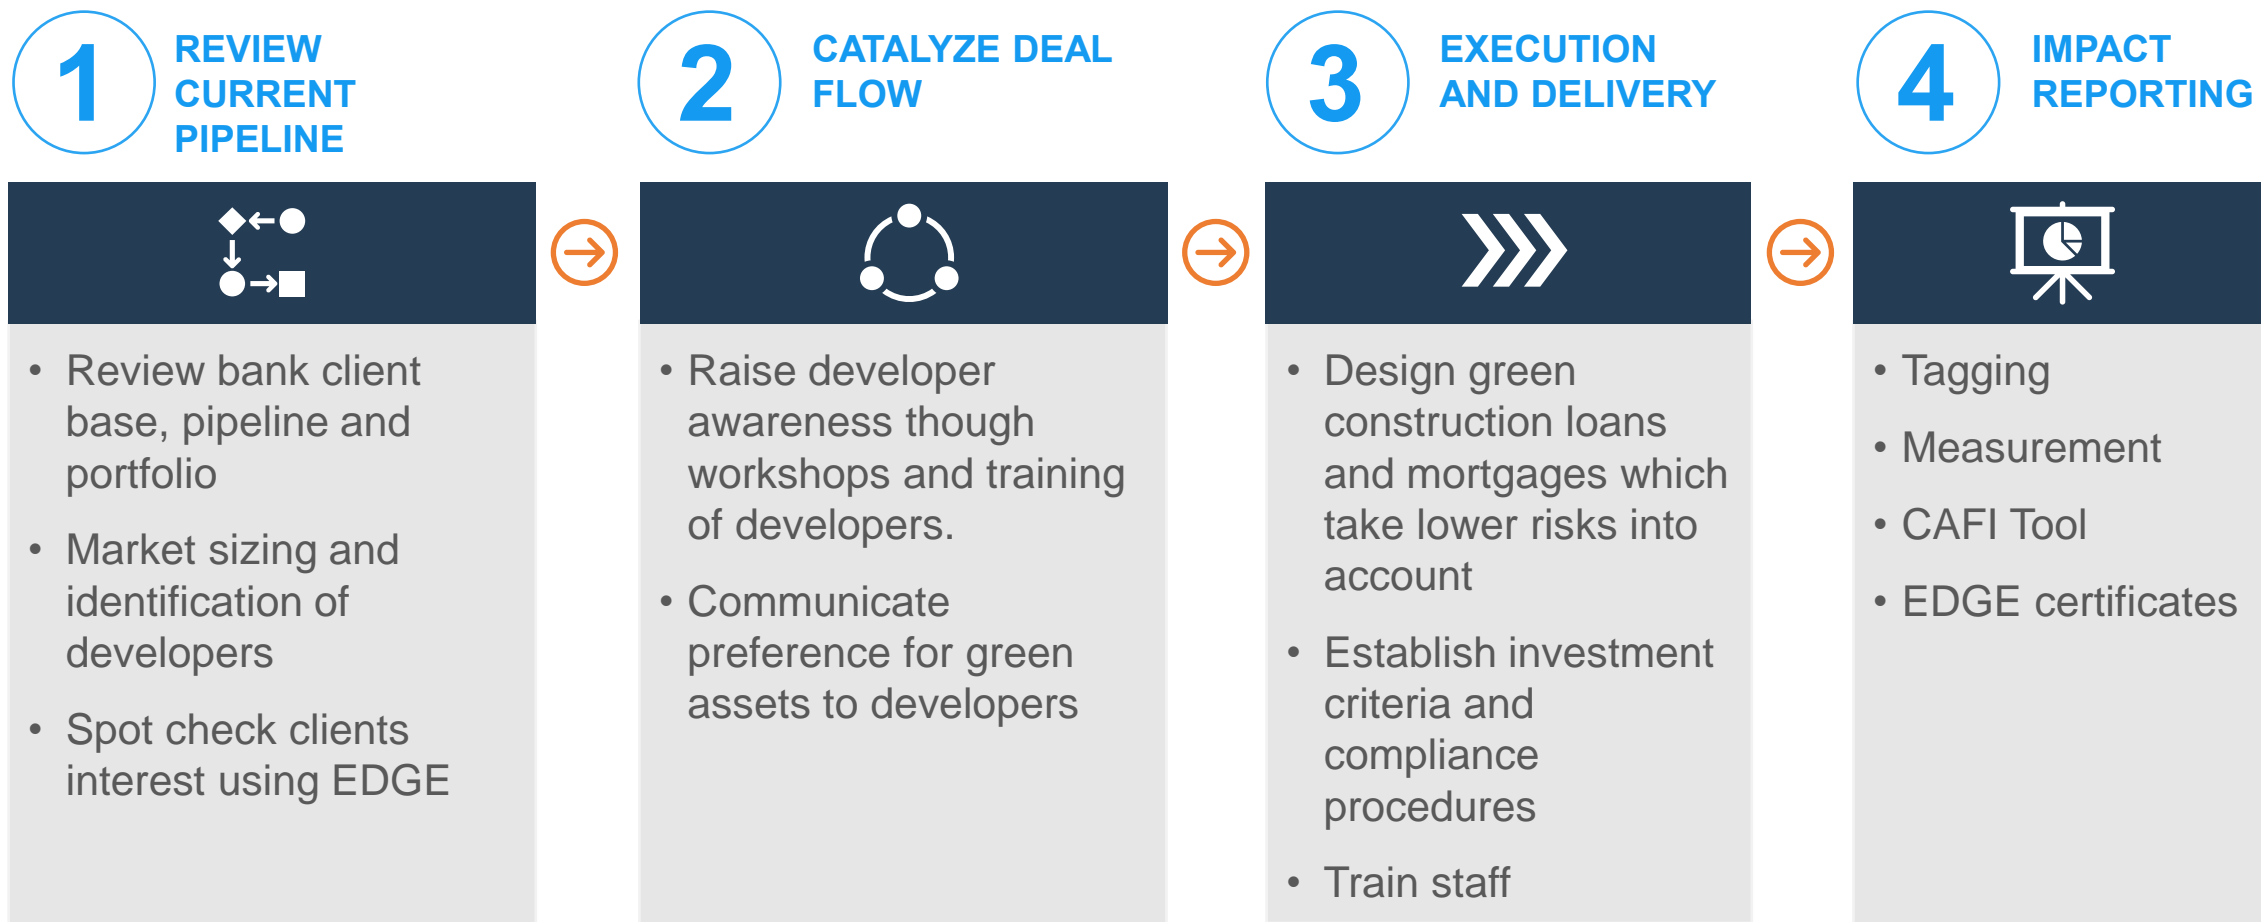 1
REVIEW
CURRENT
PIPELINE
• Review bank client
base, pipeline and
portfolio
• Market sizing and
identification of
developers
• Spot check clients
interest using EDGE
2
CATALYZE DEAL
FLOW
• Raise developer
awareness though
workshops and training
of developers.
• Communicate
preference for green
assets to developers
3
EXECUTION
AND DELIVERY
• Design green
construction loans
and mortgages which
take lower risks into
account
• Establish investment
criteria and
compliance
procedures
• Train staff
4
IMPACT
REPORTING
• Tagging
• Measurement
• CAFI Tool
• EDGE certificates